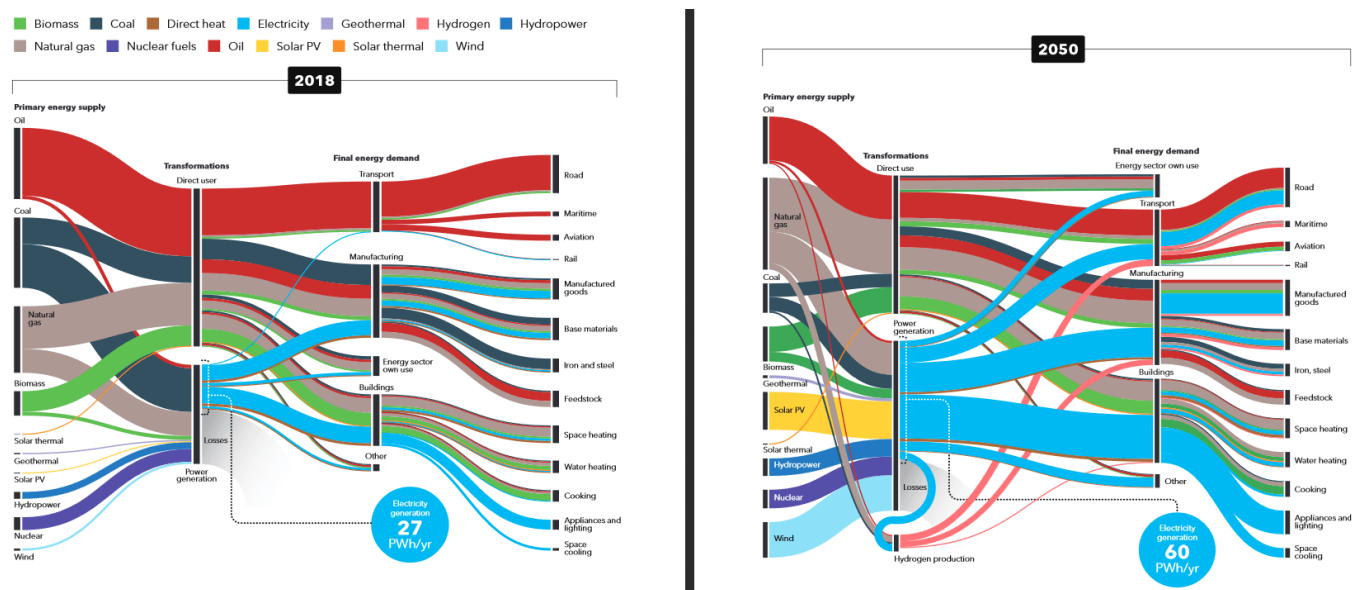 Biomass
Coal
Direct heat
Electricity
Geothermal
Hydrogen
Hydropower
Natural gas
Nuclear fuels
Oil
Solar PV
Solar thermal
Wind
2018
Primary energy supply
Oil
Transformations
Direct user
Final energy demand
Transport
Road
Maritime
Aviation
Rail
Coal
Manufacturing
Manufactured
goods
Base materials
Iron and steel
Feedstock
Natural
gas
Energy sector
own use
Buildings
Biomass
Space heating
Water heating
Cooking
Appliances and
lighting
Space
cooling
Solar thermal
Geothermal
Solar PV
Hydropower
Nuclear
Wind
Losses
Power
generation
Other
Electricity
generation
27
PWh/yr
2050
Primary energy supply
Oil
Transformations
Direct use
Final energy demand
Energy sector own use
Transport
Road
Maritime
Aviation
Rail
Natural
gas
Coal
Manufacturing
Manufactured
goods
Base materials
Iron, steel
Feedstock
Power
generation
Biomass
Geothermal
Buildings
Solar PV
Space heating
Solar thermal
Water heating
Hydropower
Cooking
Nuclear
Losses
Other
Appliances and
lighting
Wind
Space
cooling
Hydrogen production
Electricity
generation
60
PWh/yr